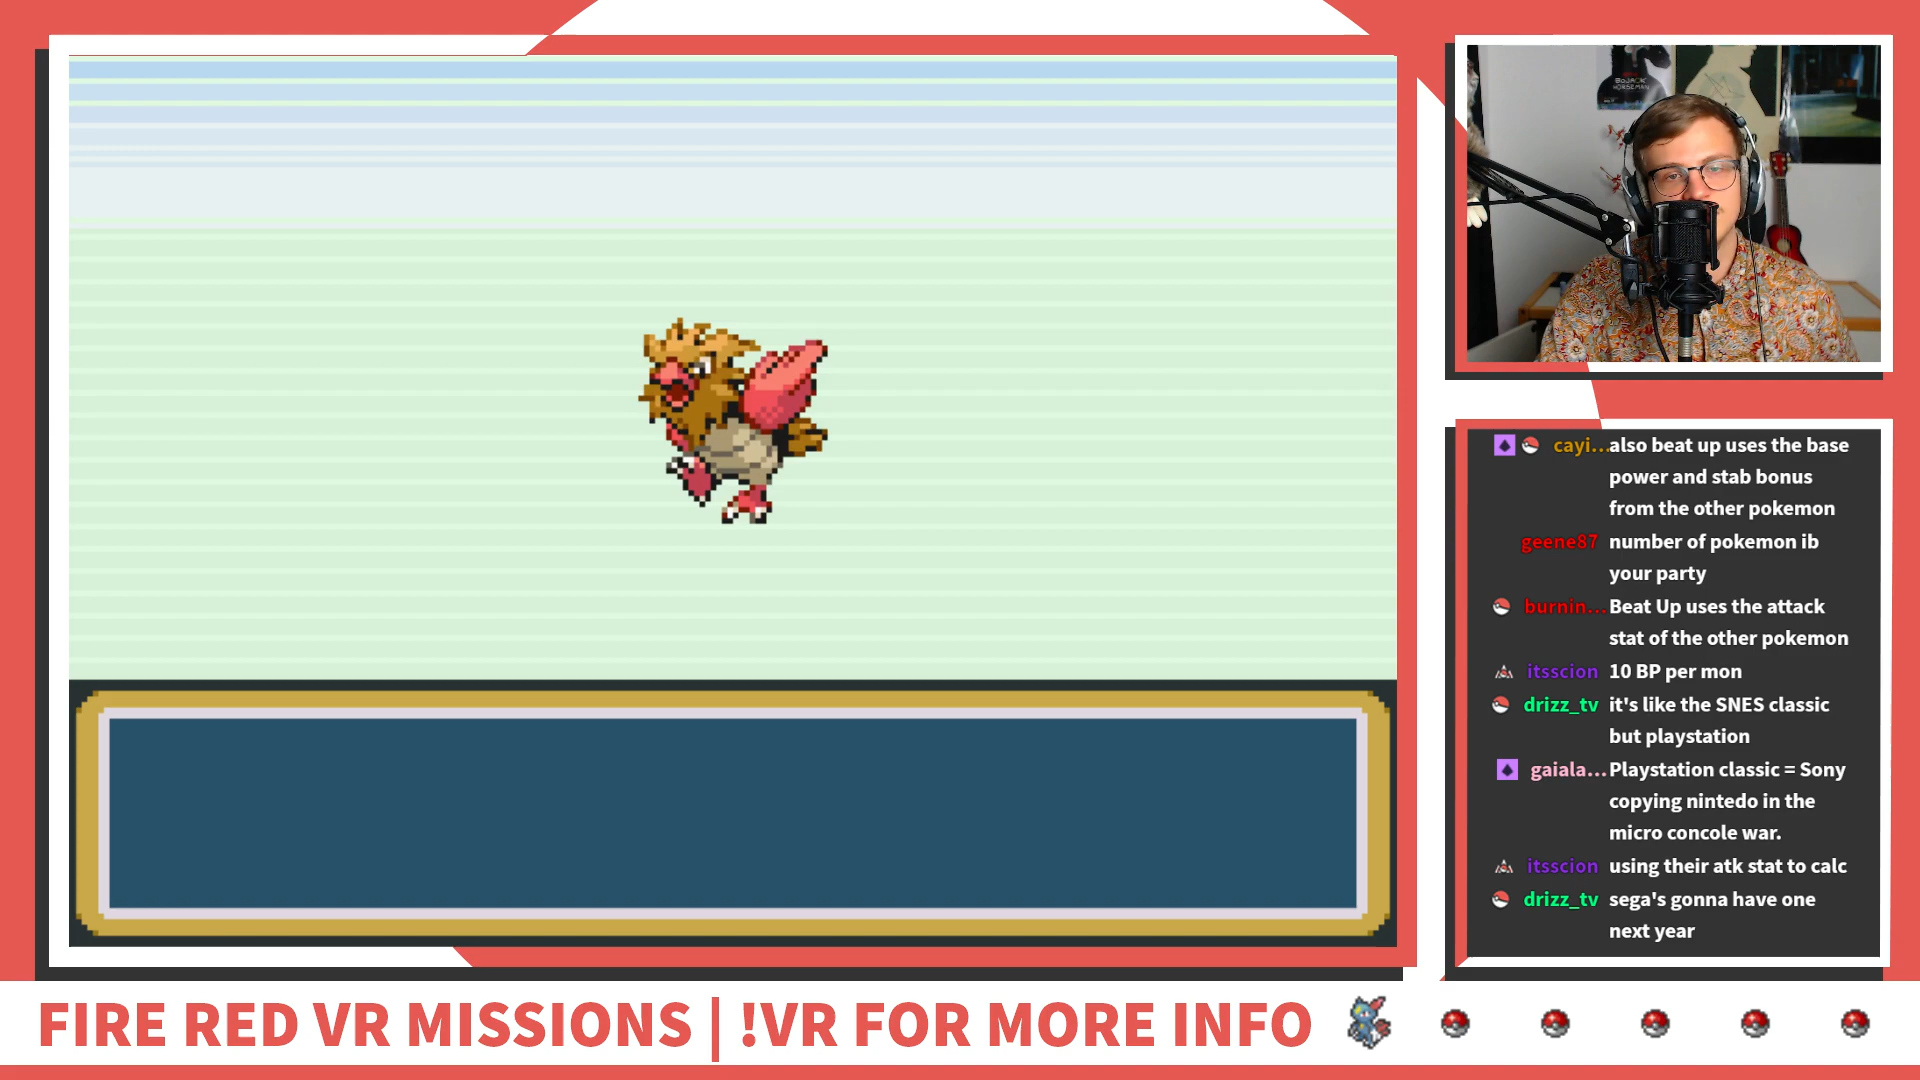 BOJACK
HORSEMAN
cayi... also beat up uses the base
power and stab bonus
from the other pokemon
geene87 number of pokemon ib
your party
burnin... Beat Up uses the attack
stat of the other pokemon
itsscion 10 BP per mon
drizz_tv it's like the SNES classic
but playstation
gaiala... Playstation classic = Sony
copying nintedo in the
micro concole war.
itsscion using their atk stat to calc
drizz_tv sega's gonna have one
next year
FIRE RED VR MISSIONS | !VR FOR MORE INFO